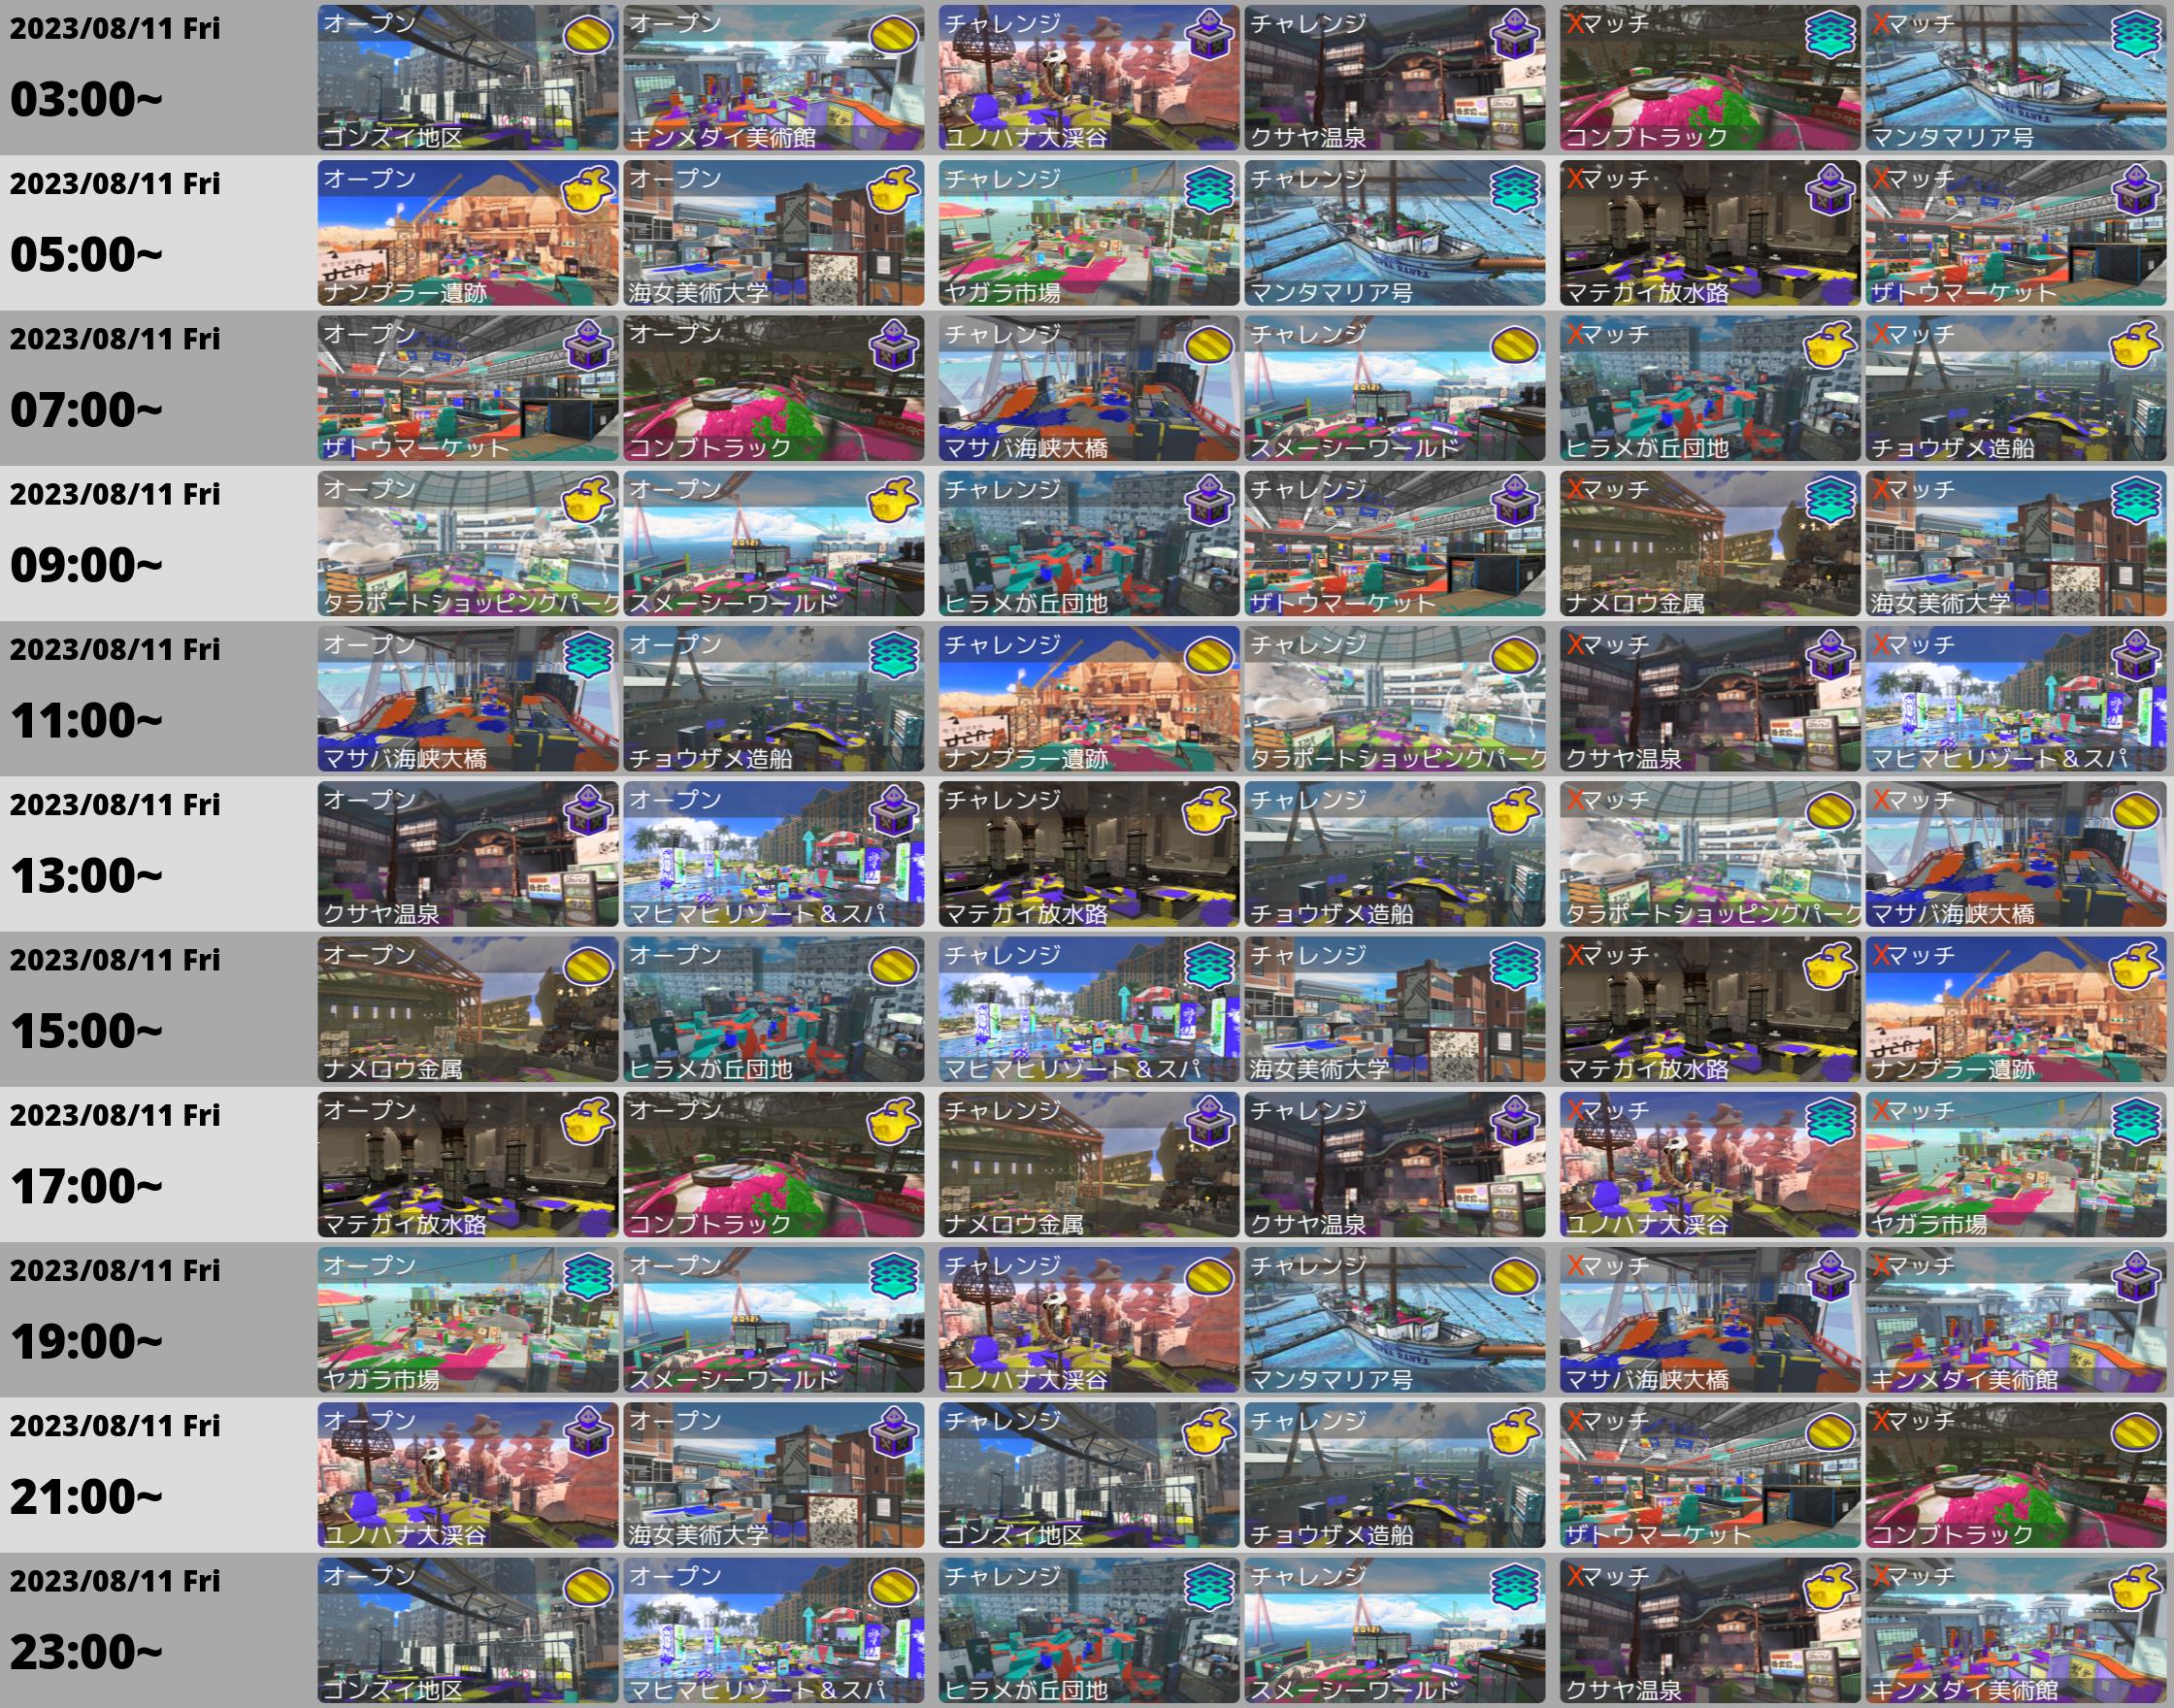 2023/08/11 Fri
03:00~
オープン
ゴンズイ地区
オープン
キンメダイ美術館
チャレンジ
ユノハナ大渓谷
チャレンジ
クサヤ温泉
Xマッチ
コンブトラック
Xマッチ
マンタマリア号
2023/08/11 Fri
05:00~
オープン
ナンプラー遺跡
オープン
海女美術大学
チャレンジ
ヤガラ市場
チャレンジ
マンタマリア号
Xマッチ
マテガイ放水路
Xマッチ
ザトウマーケット
2023/08/11 Fri
07:00~
オープン
ザトウマーケット
オープン
コンブトラック
チャレンジ
マサバ海峡大橋
チャレンジ
スメーシーワールド
Xマッチ
ヒラメが丘団地
Xマッチ
チョウザメ造船
2023/08/11 Fri
09:00~
オープン
タラポートショッピングパーク
オープン
スメーシーワールド
チャレンジ
ヒラメが丘団地
チャレンジ
ザトウマーケット
Xマッチ
ナメロウ金属
Xマッチ
海女美術大学
2023/08/11 Fri
11:00~
オープン
マサバ海峡大橋
オープン
チョウザメ造船
チャレンジ
ナンプラー遺跡
チャレンジ
タラポートショッピングパーク
Xマッチ
クサヤ温泉
Xマッチ
マヒマヒリゾート＆スパ
2023/08/11 Fri
13:00~
オープン
クサヤ温泉
オープン
マヒマヒリゾート＆スパ
チャレンジ
マテガイ放水路
チャレンジ
チョウザメ造船
Xマッチ
タラポートショッピングパーク
Xマッチ
マサバ海峡大橋
2023/08/11 Fri
15:00~
オープン
ナメロウ金属
オープン
ヒラメが丘団地
チャレンジ
マヒマヒリゾート＆スパ
チャレンジ
海女美術大学
Xマッチ
マテガイ放水路
Xマッチ
ナンプラー遺跡
2023/08/11 Fri
17:00~
オープン
マテガイ放水路
オープン
コンブトラック
チャレンジ
ナメロウ金属
チャレンジ
クサヤ温泉
Xマッチ
ユノハナ大渓谷
Xマッチ
ヤガラ市場
2023/08/11 Fri
19:00~
オープン
ヤガラ市場
オープン
スメーシーワールド
チャレンジ
ユノハナ大渓谷
チャレンジ
マンタマリア号
Xマッチ
マサバ海峡大橋
Xマッチ
キンメダイ美術館
2023/08/11 Fri
21:00~
オープン
ユノハナ大渓谷
オープン
海女美術大学
チャレンジ
ゴンズイ地区
チャレンジ
チョウザメ造船
Xマッチ
ザトウマーケット
Xマッチ
コンブトラック
2023/08/11 Fri
23:00~
オープン
ゴンズイ地区
オープン
マヒマヒリゾート＆スパ
チャレンジ
ヒラメが丘団地
チャレンジ
スメーシーワールド
Xマッチ
クサヤ温泉
Xマッチ
キンメダイ美術館